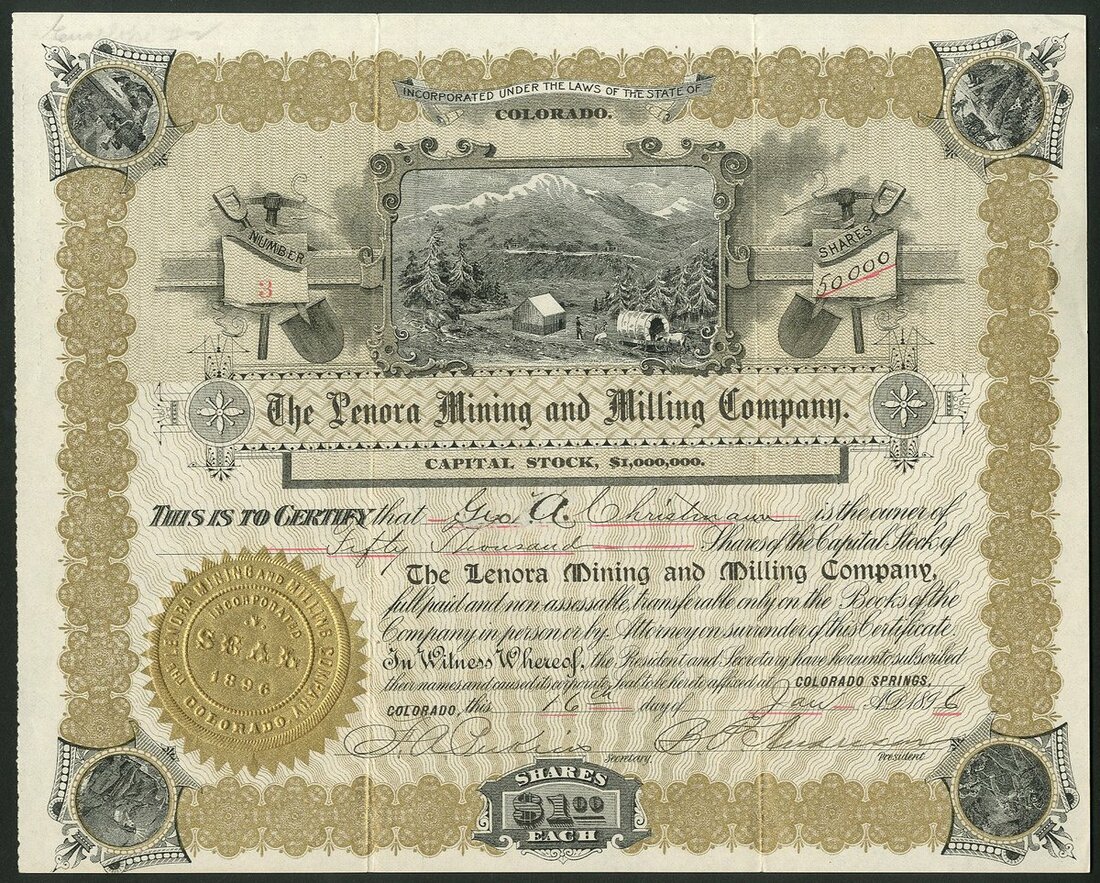 INCORPORATED UNDER THE LAWS OF THE STATE OF
COLORADO.
NUMBER
3
SHARES
50000
The Lenora Mining and Milling Company.
CAPITAL STOCK, $1,000,000.
THIS IS TO CERTIFY that Geo A. Christmann is the owner of
Fifty Thousand Shares of the Capital Stock of
The Lenora Mining and Milling Company,
full paid and non-assessable, transferable only on the Books of the
Company in person or by Attorney on surrender of this Certificate.
In Witness Whereof, the President and Secretary have hereunto subscribed
their names and caused its corporate Seal to be hereto affixed at COLORADO SPRINGS,
COLORADO, this 16th day of Jan A.D. 1896
Secretary.
President
THE LENORA MINING AND MILLING COMPANY
INCORPORATED
SEAL
1896
COLORADO
SHARES
$1.00
EACH